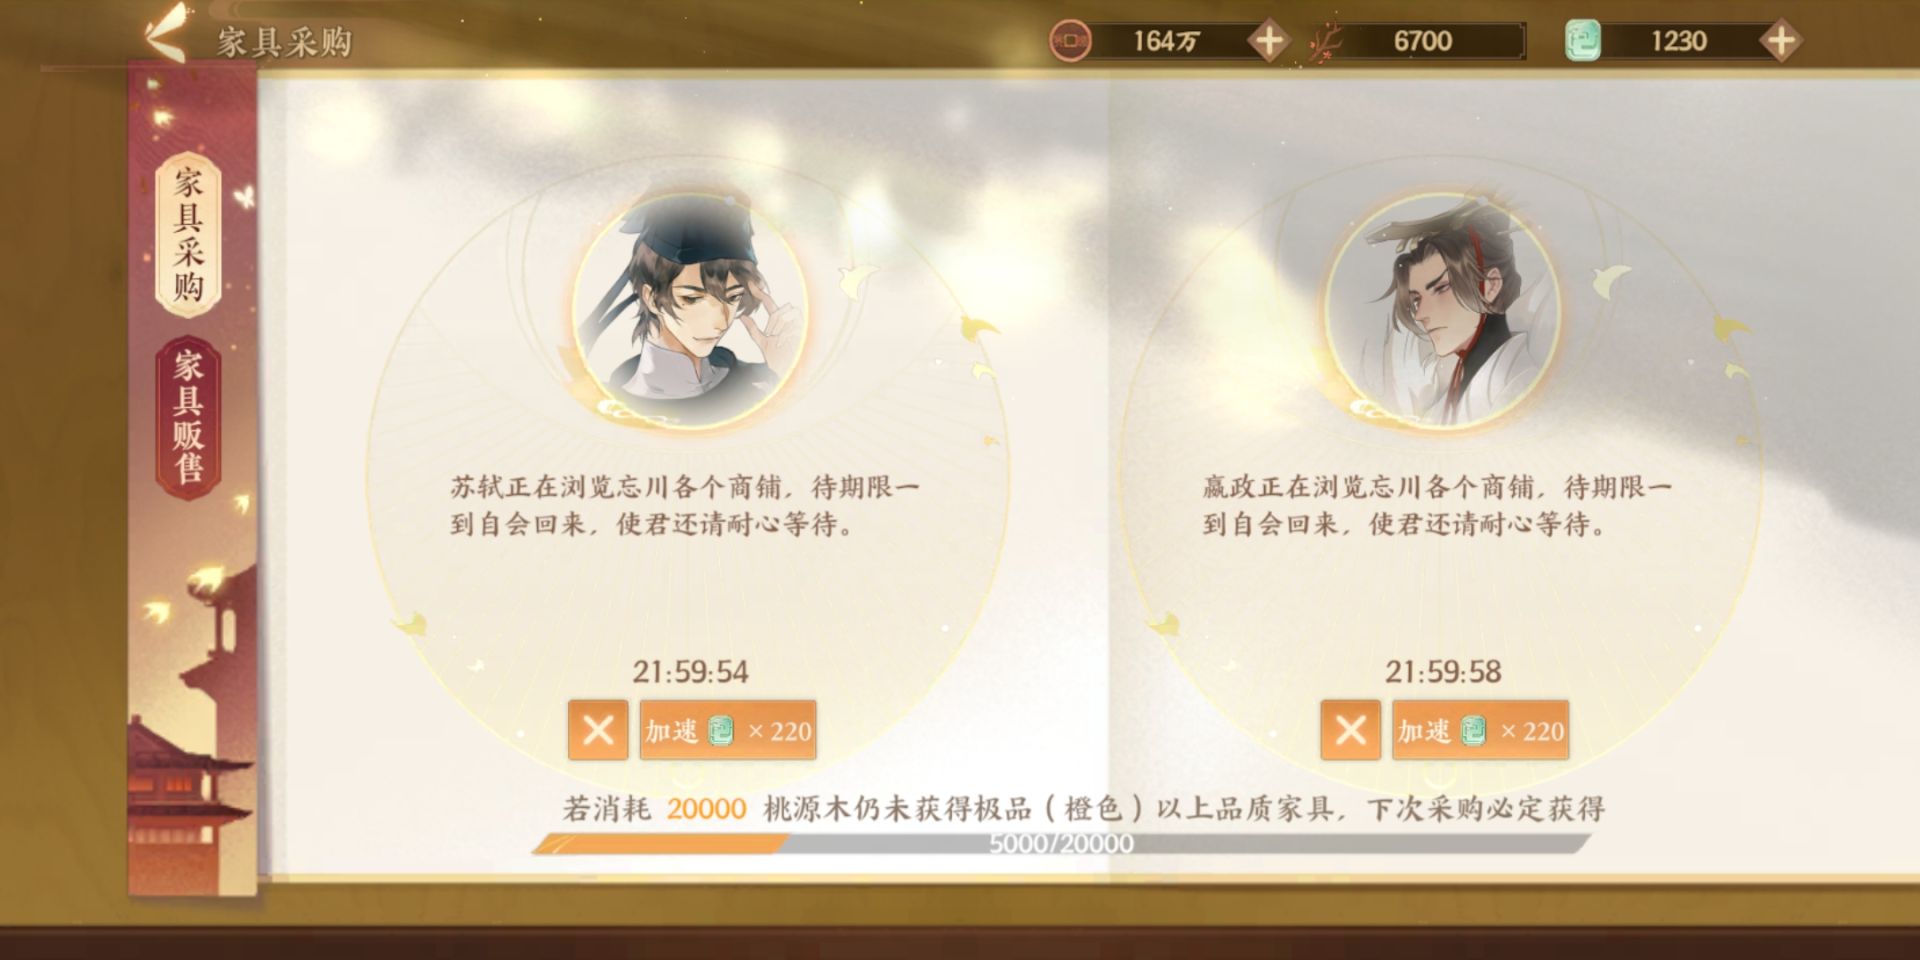 家具采购
164万
6700
1230
家具采购
家具贩售
苏轼正在浏览忘川各个商铺，待期限一
到自会回来，使君还请耐心等待。
21:59:54
加速 ×220
嬴政正在浏览忘川各个商铺，待期限一
到自会回来，使君还请耐心等待。
21:59:58
加速 ×220
若消耗 20000 桃源木仍未获得极品（橙色）以上品质家具，下次采购必定获得
5000/20000